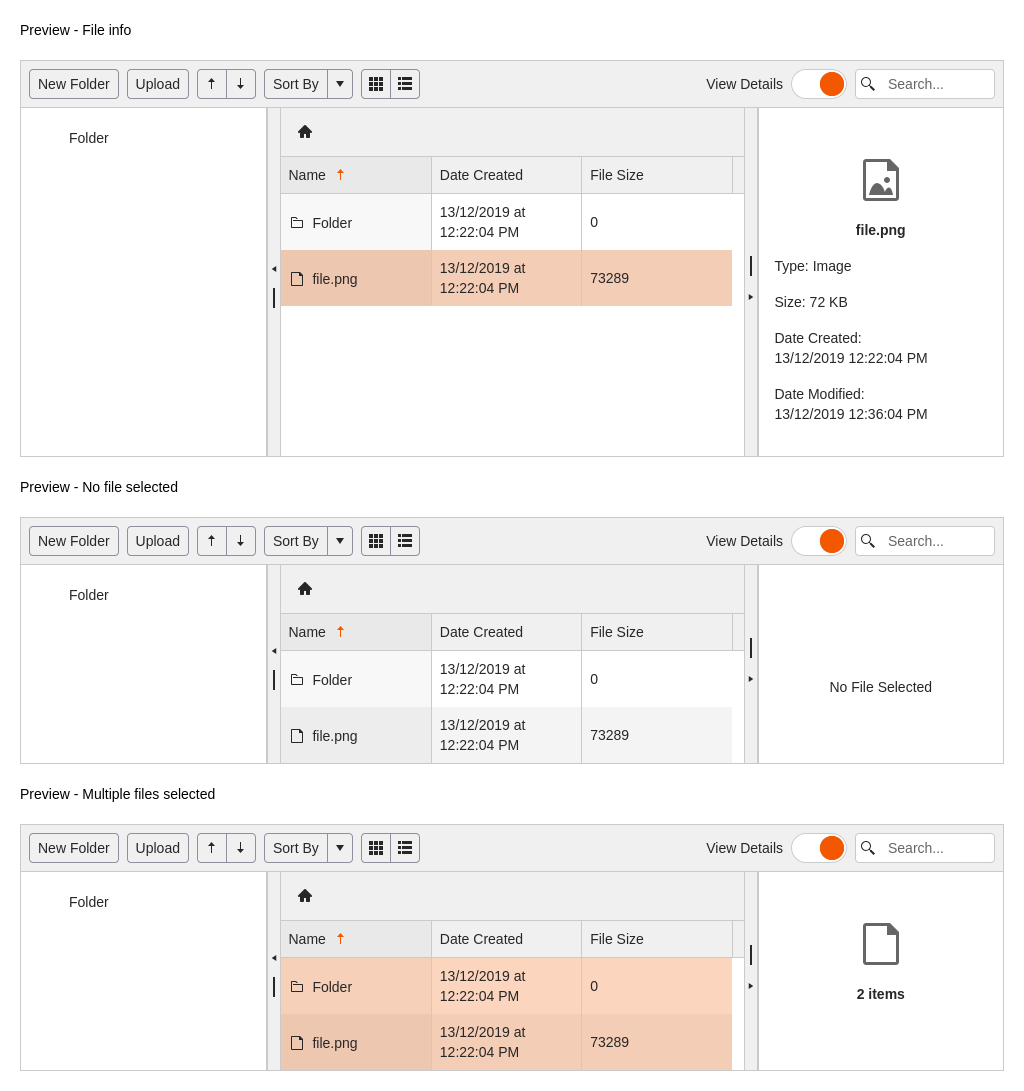 Preview - File info
New Folder Upload Sort By View Details Search...
Folder
Name Date Created File Size
Folder 13/12/2019 at 12:22:04 PM 0
file.png 13/12/2019 at 12:22:04 PM 73289
file.png
Type: Image
Size: 72 KB
Date Created:
13/12/2019 12:22:04 PM
Date Modified:
13/12/2019 12:36:04 PM
Preview - No file selected
New Folder Upload Sort By View Details Search...
Folder
Name Date Created File Size
Folder 13/12/2019 at 12:22:04 PM 0
file.png 13/12/2019 at 12:22:04 PM 73289
No File Selected
Preview - Multiple files selected
New Folder Upload Sort By View Details Search...
Folder
Name Date Created File Size
Folder 13/12/2019 at 12:22:04 PM 0
file.png 13/12/2019 at 12:22:04 PM 73289
2 items